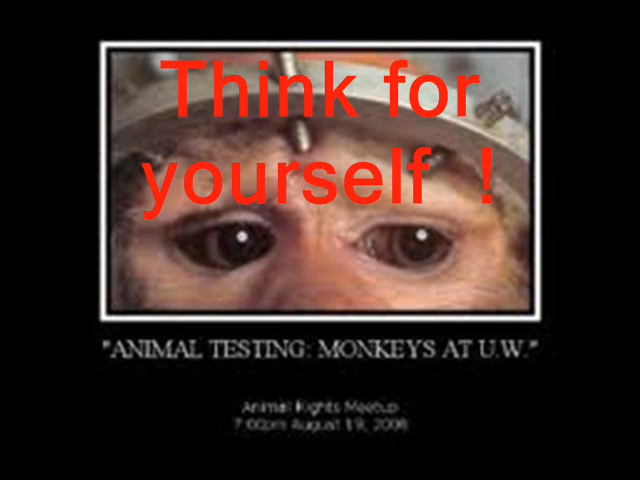 Think for
yourself !
"ANIMAL TESTING: MONKEYS AT U.W."
Animal Rights Meetup
7:00pm August 19, 2008